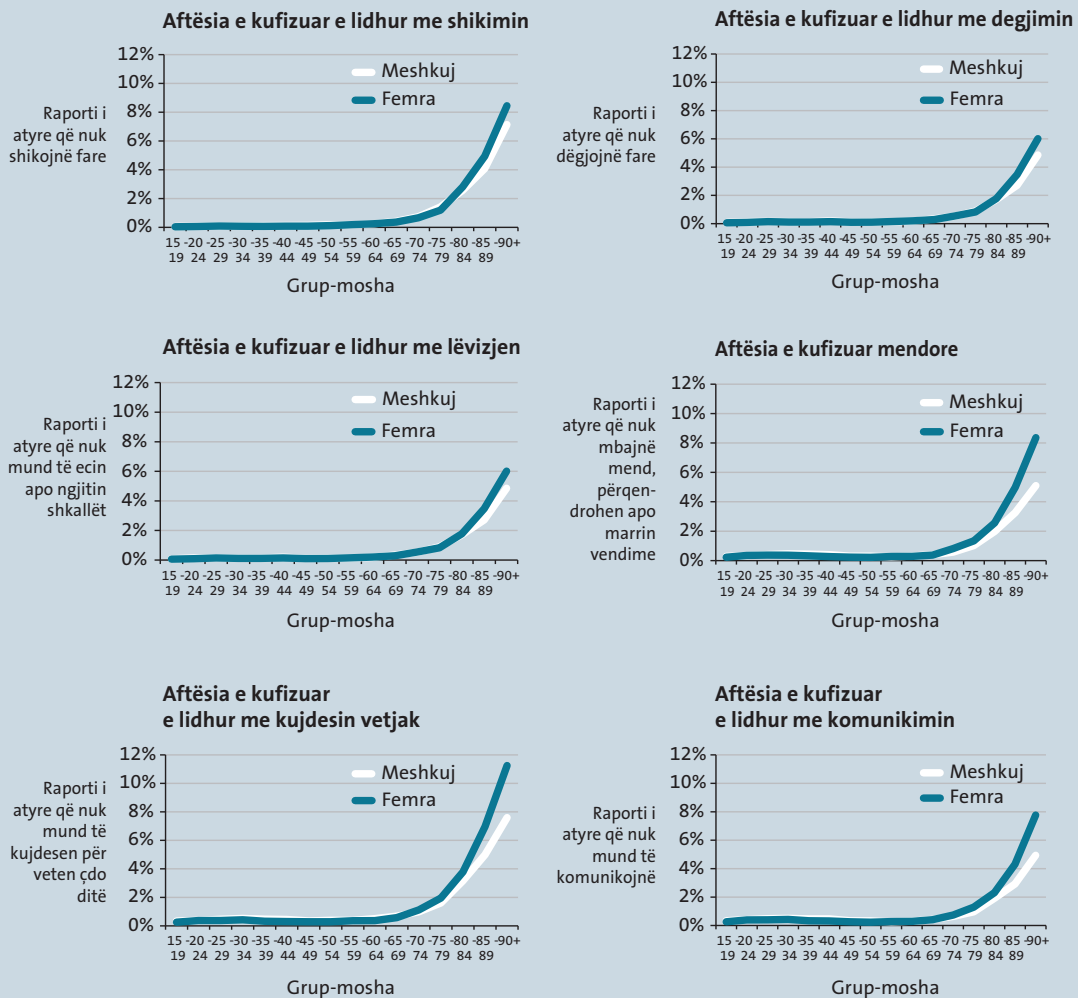 Aftësia e kufizuar e lidhur me shikimin
Raporti i
atyre që nuk
shikojnë fare
12%
10%
8%
6%
4%
2%
0%
Meshkuj
Femra
15 -20 -25 -30 -35 -40 -45 -50 -55 -60 -65 -70 -75 -80 -85 -90+
19 24 29 34 39 44 49 54 59 64 69 74 79 84 89
Grup-mosha
Aftësia e kufizuar e lidhur me degjimin
Raporti i
atyre që nuk
dëgjojnë fare
12%
10%
8%
6%
4%
2%
0%
Meshkuj
Femra
15 -20 -25 -30 -35 -40 -45 -50 -55 -60 -65 -70 -75 -80 -85 -90+
19 24 29 34 39 44 49 54 59 64 69 74 79 84 89
Grup-mosha
Aftësia e kufizuar e lidhur me lëvizjen
Raporti i
atyre që nuk
mund të ecin
apo ngjitin
shkallët
12%
10%
8%
6%
4%
2%
0%
Meshkuj
Femra
15 -20 -25 -30 -35 -40 -45 -50 -55 -60 -65 -70 -75 -80 -85 -90+
19 24 29 34 39 44 49 54 59 64 69 74 79 84 89
Grup-mosha
Aftësia e kufizuar mendore
Raporti i
atyre që nuk
mbajnë
mend,
përqen-
drohen apo
marrin
vendime
12%
10%
8%
6%
4%
2%
0%
Meshkuj
Femra
15 -20 -25 -30 -35 -40 -45 -50 -55 -60 -65 -70 -75 -80 -85 -90+
19 24 29 34 39 44 49 54 59 64 69 74 79 84 89
Grup-mosha
Aftësia e kufizuar
e lidhur me kujdesin vetjak
Raporti i
atyre që nuk
mund të
kujdesen për
veten çdo
ditë
12%
10%
8%
6%
4%
2%
0%
Meshkuj
Femra
15 -20 -25 -30 -35 -40 -45 -50 -55 -60 -65 -70 -75 -80 -85 -90+
19 24 29 34 39 44 49 54 59 64 69 74 79 84 89
Grup-mosha
Aftësia e kufizuar
e lidhur me komunikimin
Raporti i
atyre që nuk
mund të
komunikojnë
12%
10%
8%
6%
4%
2%
0%
Meshkuj
Femra
15 -20 -25 -30 -35 -40 -45 -50 -55 -60 -65 -70 -75 -80 -85 -90+
19 24 29 34 39 44 49 54 59 64 69 74 79 84 89
Grup-mosha